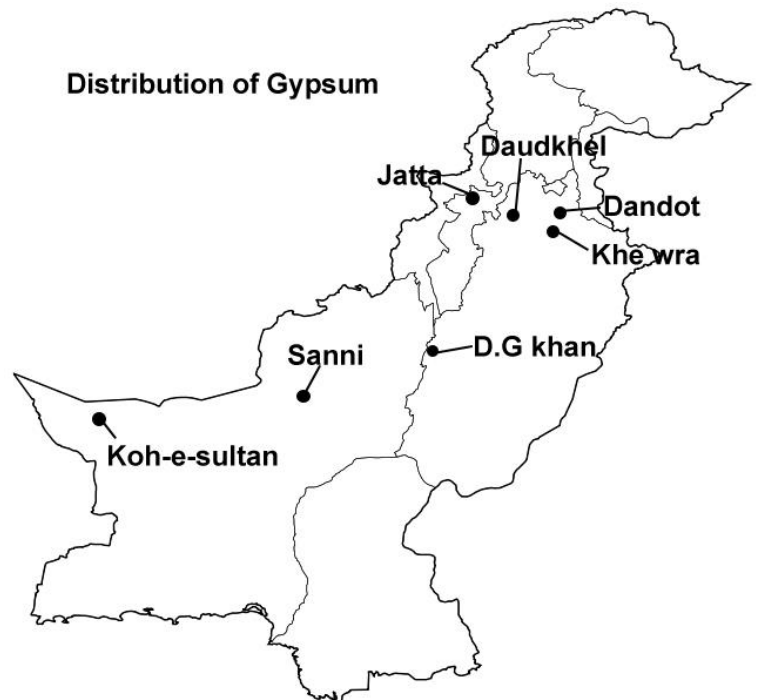 Distribution of Gypsum
Daudkhel
Jatta
Dandot
Khe wra
D.G khan
Sanni
Koh-e-sultan